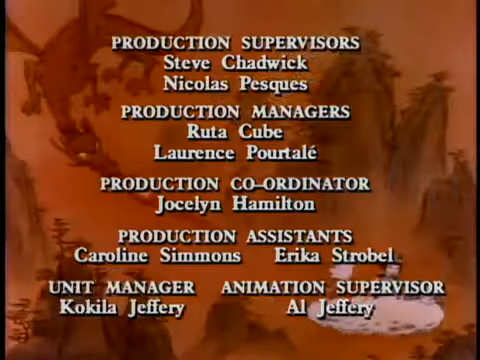 PRODUCTION SUPERVISORS
Steve Chadwick
Nicolas Pesques
PRODUCTION MANAGERS
Ruta Cube
Laurence Pourtalé
PRODUCTION CO-ORDINATOR
Jocelyn Hamilton
PRODUCTION ASSISTANTS
Caroline Simmons Erika Strobel
UNIT MANAGER ANIMATION SUPERVISOR
Kokila Jeffery Al Jeffery